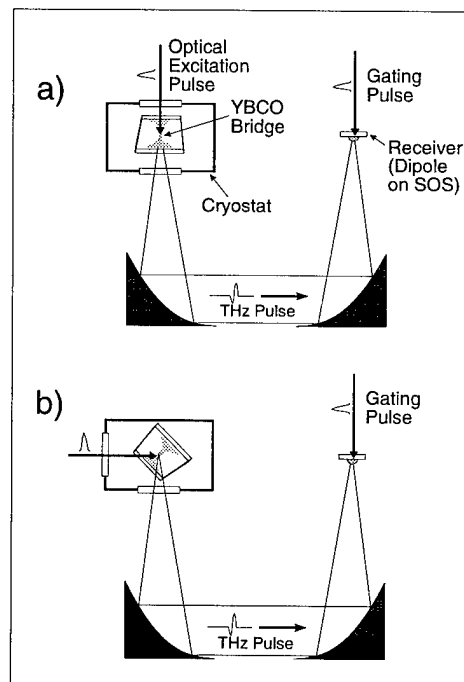 a)
Optical
Excitation
Pulse
YBCO
Bridge
Cryostat
Gating
Pulse
Receiver
(Dipole
on SOS)
THz Pulse
b)
Gating
Pulse
THz Pulse